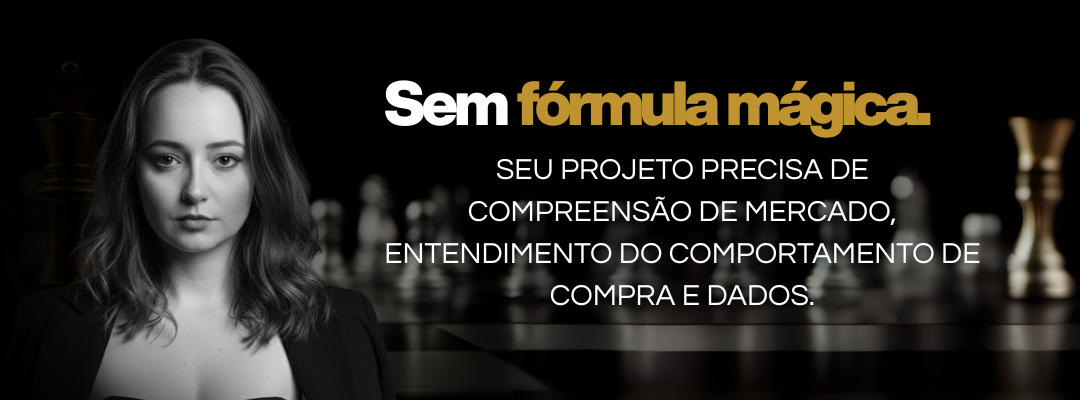 Sem fórmula mágica.
SEU PROJETO PRECISA DE
COMPREENSÃO DE MERCADO,
ENTENDIMENTO DO COMPORTAMENTO DE
COMPRA E DADOS.